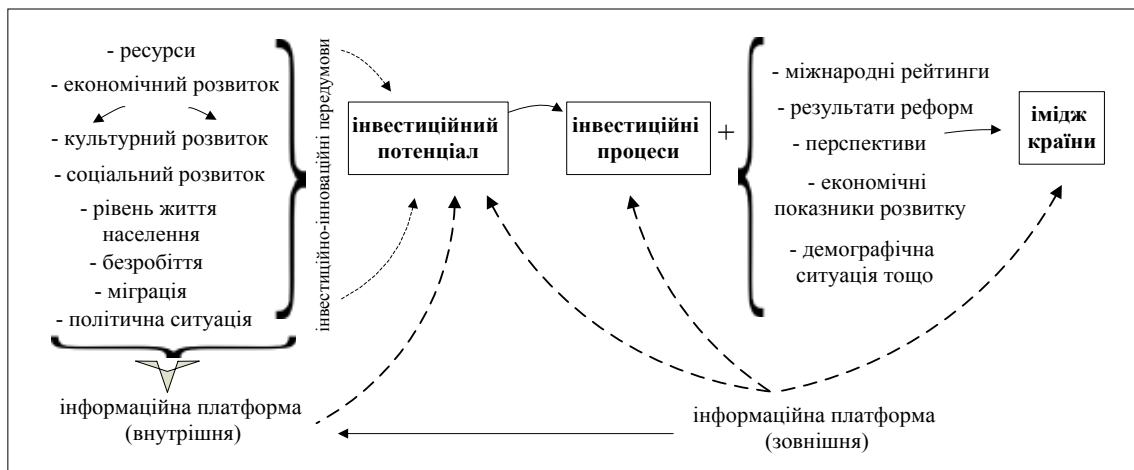 - ресурси
- економічний розвиток
- культурний розвиток
- соціальний розвиток
- рівень життя
населення
- безробіття
- міграція
- політична ситуація
інвестиційно-інноваційні передумови
інвестиційний
потенціал
інвестиційні
процеси
+
- міжнародні рейтинги
- результати реформ
- перспективи
- економічні
показники розвитку
- демографічна
ситуація тощо
імідж
країни
інформаційна платформа
(внутрішня)
інформаційна платформа
(зовнішня)